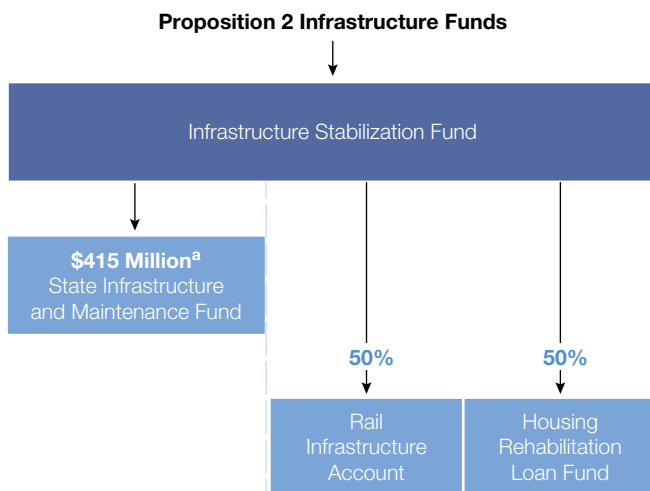 Proposition 2 Infrastructure Funds
Infrastructure Stabilization Fund
$415 Millionᵃ
State Infrastructure
and Maintenance Fund
50%
50%
Rail
Infrastructure
Account
Housing
Rehabilitation
Loan Fund